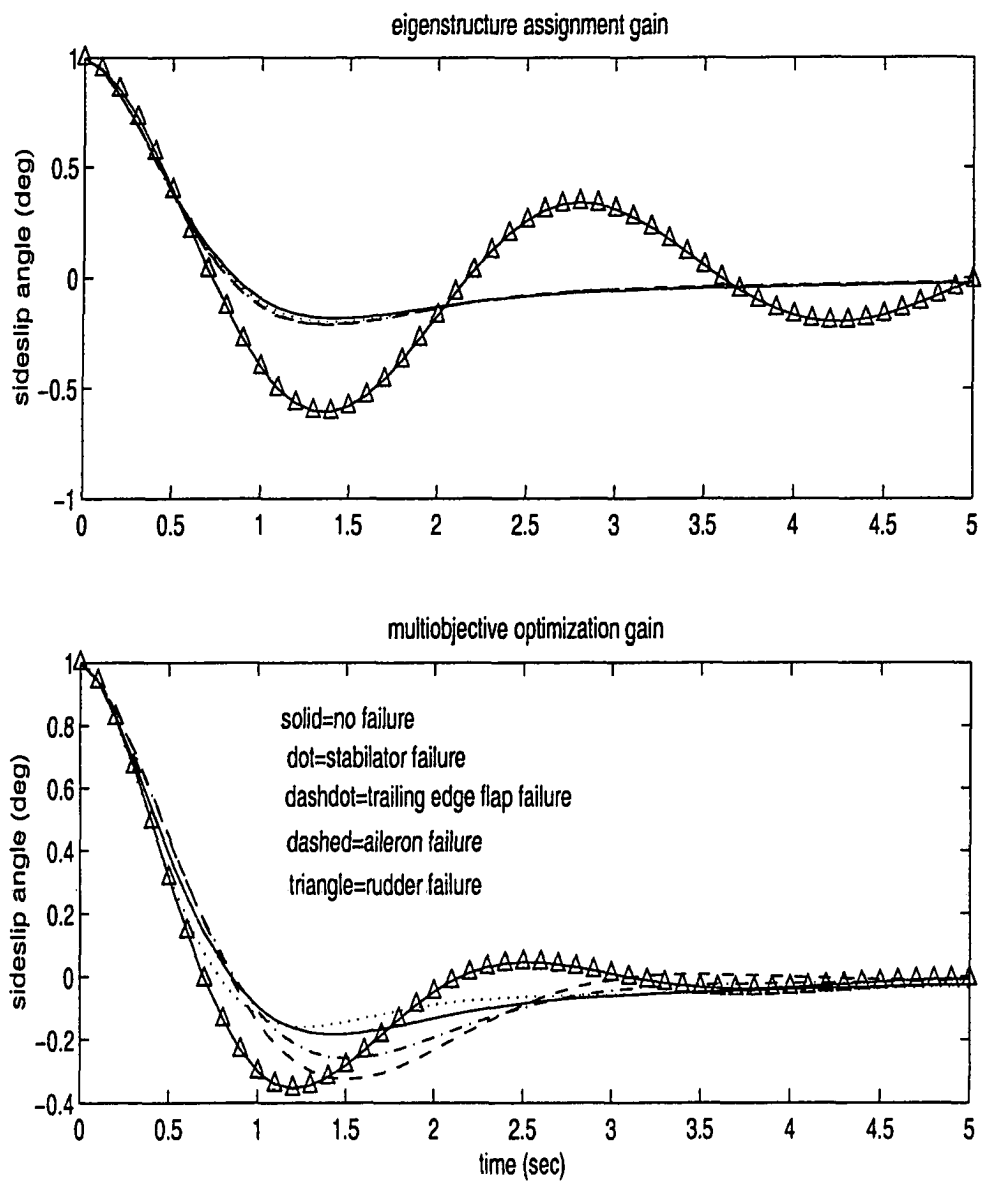 eigenstructure assignment gain
1
0.5
0
−0.5
−1
sideslip angle (deg)
0 0.5 1 1.5 2 2.5 3 3.5 4 4.5 5
multiobjective optimization gain
1
0.8
0.6
0.4
0.2
0
−0.2
−0.4
sideslip angle (deg)
solid=no failure
dot=stabilator failure
dashdot=trailing edge flap failure
dashed=aileron failure
triangle=rudder failure
0 0.5 1 1.5 2 2.5 3 3.5 4 4.5 5
time (sec)